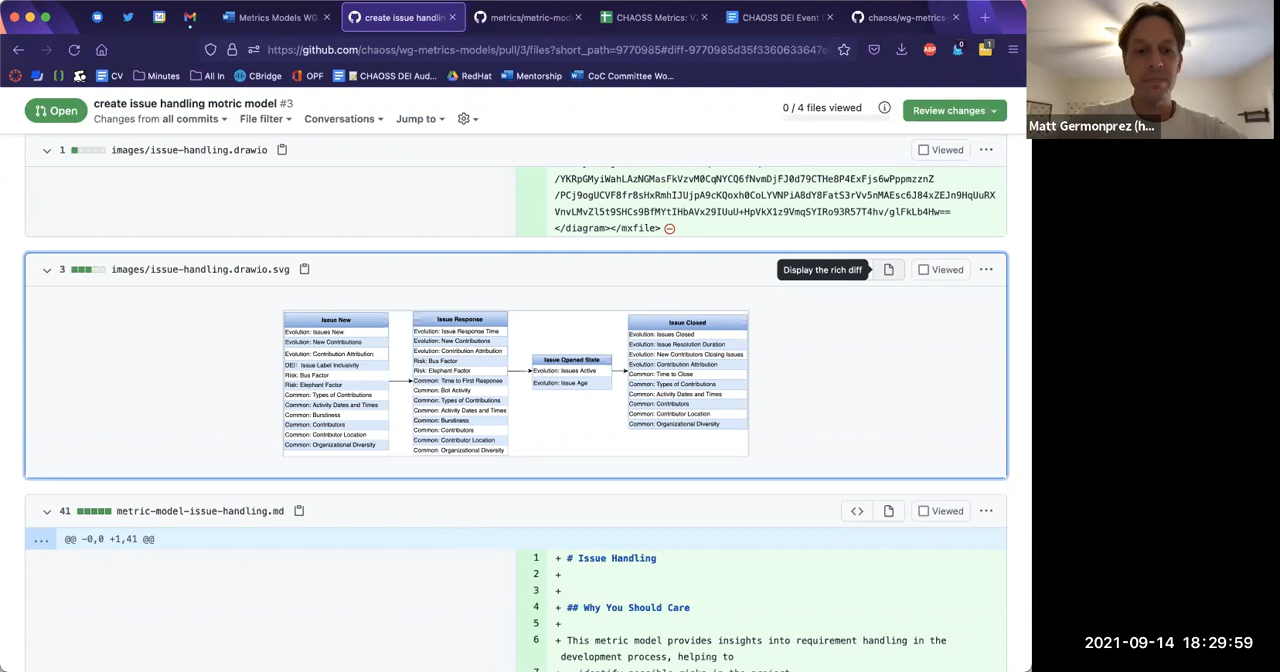 Metrics Models WG
create issue handlin
metrics/metric-mod
CHAOSS Metrics: V
CHAOSS DEI Event
chaoss/wg-metrics-
https://github.com/chaoss/wg-metrics-models/pull/3/files?short_path=9770985#diff-9770985d35f3360633647e
CV
Minutes
All In
CBridge
OPF
CHAOSS DEI Aud...
RedHat
Mentorship
CoC Committee Wo...
Matt Germonprez (h...
Open
create issue handling motric model #3
Changes from all commits
File filter
Conversations
Jump to
0 / 4 files viewed
Review changes
1 images/issue-handling.drawio
Viewed
/YKRpGMyiWahLAzNGMasFkVzvM0CqNYCQ6fNvmDjFJ0d79CTHe8P4ExFjs6wPppmzznZ
/PCj9ogUCVF8fr8sHxRmhIJUjpA9cKQoxh0CoLYVNPiA8dY8FatS3rVv5nMAEsc6J84xZEJn9HqUuRX
VnvLMvZl5t9SHCs9BfMYtIHbAVx29IUuU+HpVkX1z9VmqSYIRo93R57T4hv/glFkLb4Hw==
</diagram></mxfile>
3 images/issue-handling.drawio.svg
Display the rich diff
Viewed
Issue New
Evolution: Issues New
Evolution: New Contributions
Evolution: Contribution Attribution
DEI: Issue Label Inclusivity
Risk: Bus Factor
Risk: Elephant Factor
Common: Types of Contributions
Common: Activity Dates and Times
Common: Burstiness
Common: Contributors
Common: Contributor Location
Common: Organizational Diversity
Issue Response
Evolution: Issue Response Time
Evolution: New Contributions
Evolution: Contribution Attribution
Risk: Bus Factor
Risk: Elephant Factor
Common: Time to First Response
Common: Bot Activity
Common: Types of Contributions
Common: Activity Dates and Times
Common: Burstiness
Common: Contributors
Common: Contributor Location
Common: Organizational Diversity
Issue Opened State
Evolution: Issues Active
Evolution: Issue Age
Issue Closed
Evolution: Issues Closed
Evolution: Issue Resolution Duration
Evolution: New Contributors Closing Issues
Evolution: Contribution Attribution
Common: Time to Close
Common: Types of Contributions
Common: Activity Dates and Times
Common: Contributors
Common: Contributor Location
Common: Organizational Diversity
41 metric-model-issue-handling.md
Viewed
... @@ -0,0 +1,41 @@
1 + # Issue Handling
2 +
3 +
4 + ## Why You Should Care
5 +
6 + This metric model provides insights into requirement handling in the
development process, helping to
2021-09-14 18:29:59